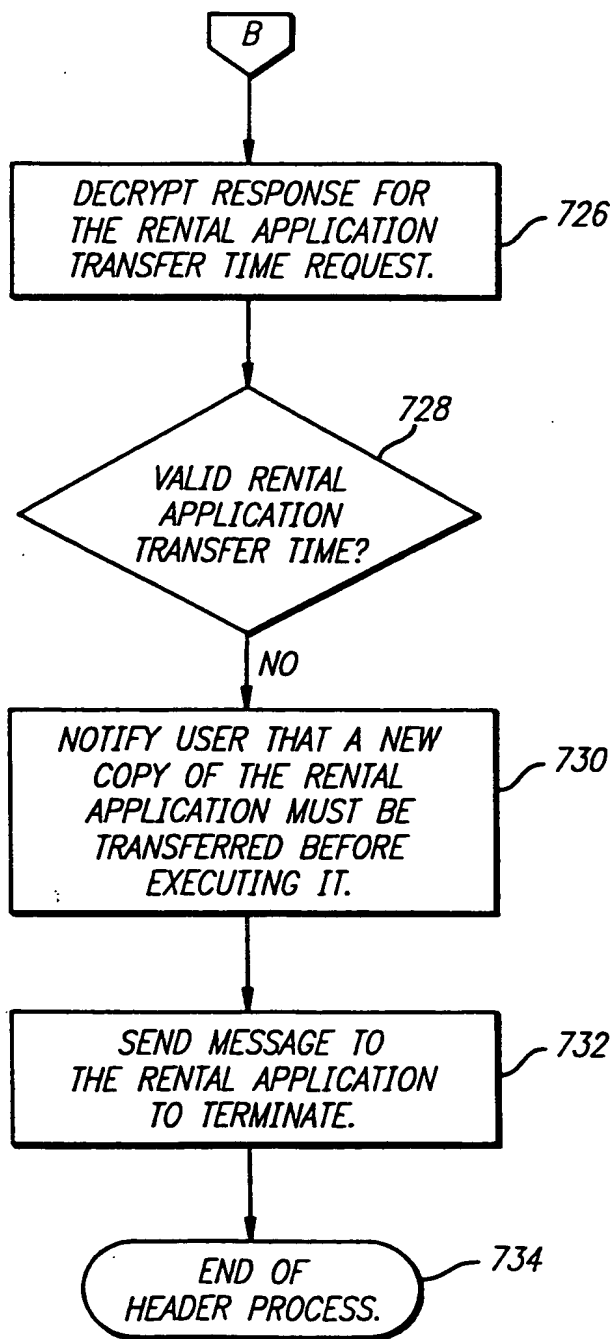 B
DECRYPT RESPONSE FOR
THE RENTAL APPLICATION
TRANSFER TIME REQUEST.
726
728
VALID RENTAL
APPLICATION
TRANSFER TIME?
NO
NOTIFY USER THAT A NEW
COPY OF THE RENTAL
APPLICATION MUST BE
TRANSFERRED BEFORE
EXECUTING IT.
730
SEND MESSAGE TO
THE RENTAL APPLICATION
TO TERMINATE.
732
END OF
HEADER PROCESS.
734